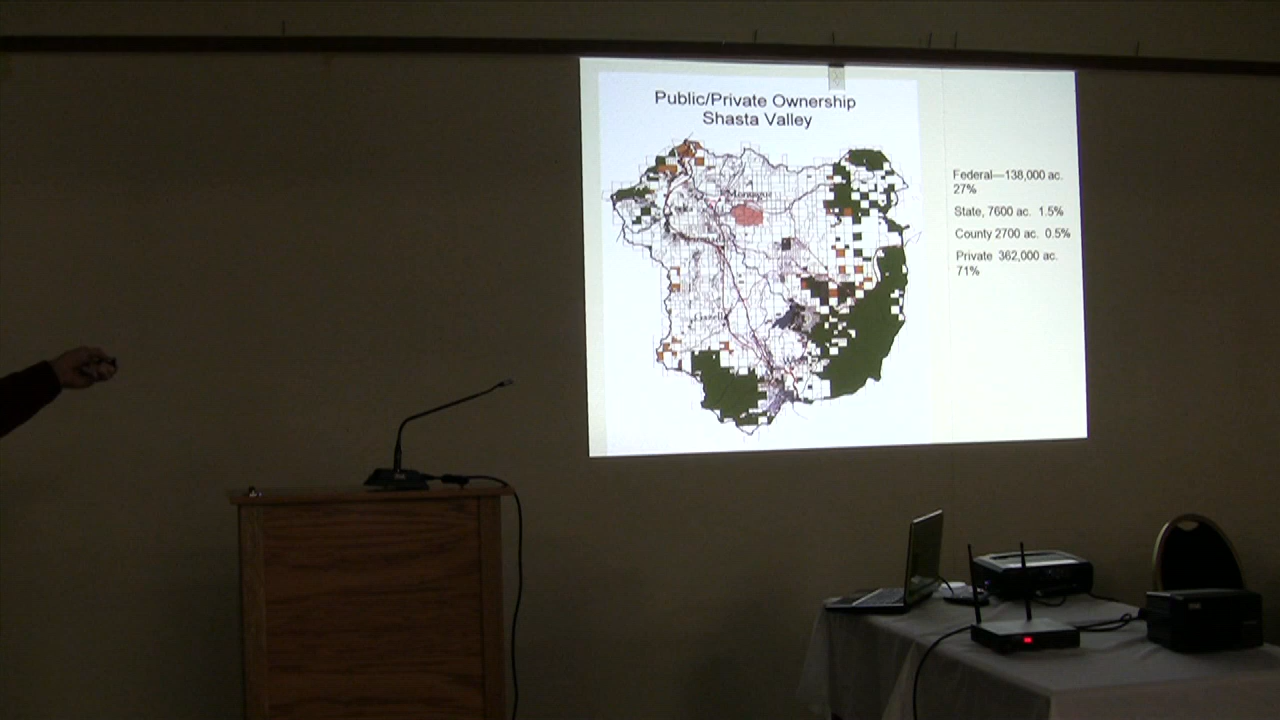 Public/Private Ownership
Shasta Valley
Federal—138,000 ac.
27%
State, 7600 ac. 1.5%
County 2700 ac. 0.5%
Private 362,000 ac.
71%
Montague